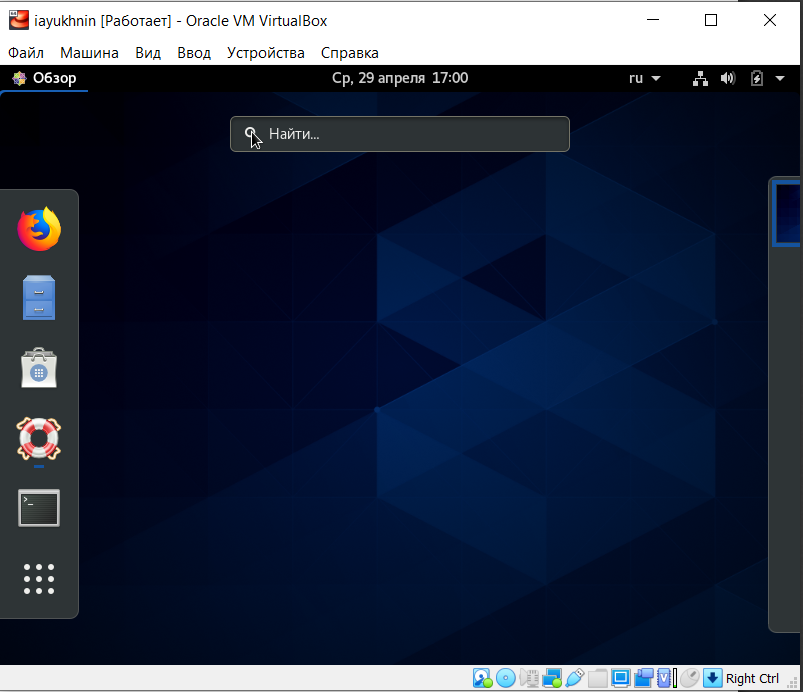 iayukhnin [Работает] - Oracle VM VirtualBox
Файл Машина Вид Ввод Устройства Справка
Обзор Ср, 29 апреля 17:00 ru
Найти...
>_
Right Ctrl